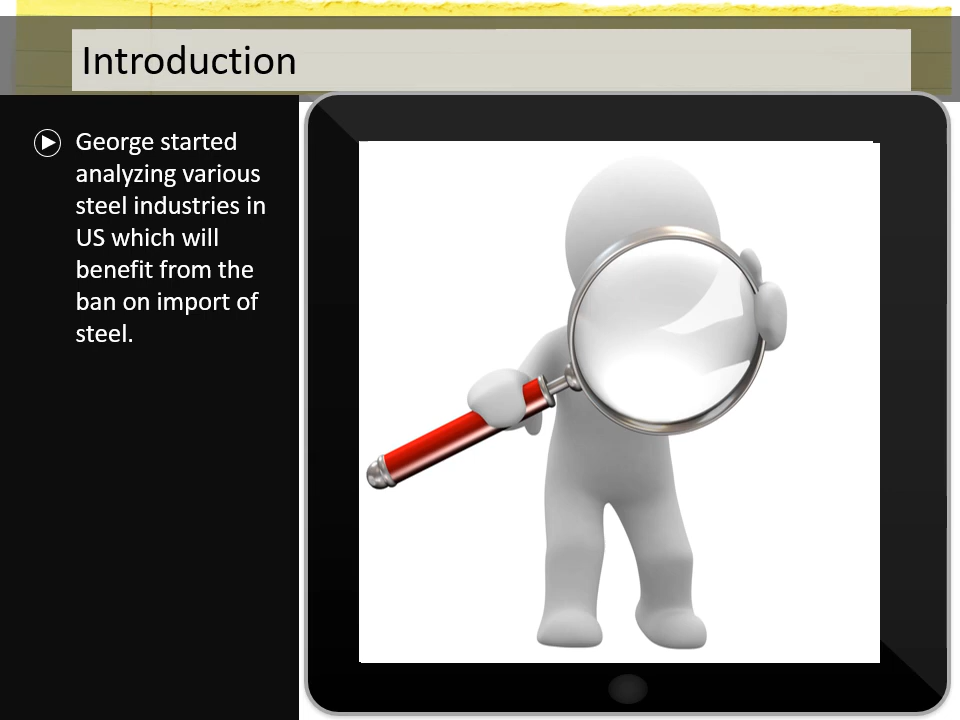 Introduction
George started
analyzing various
steel industries in
US which will
benefit from the
ban on import of
steel.